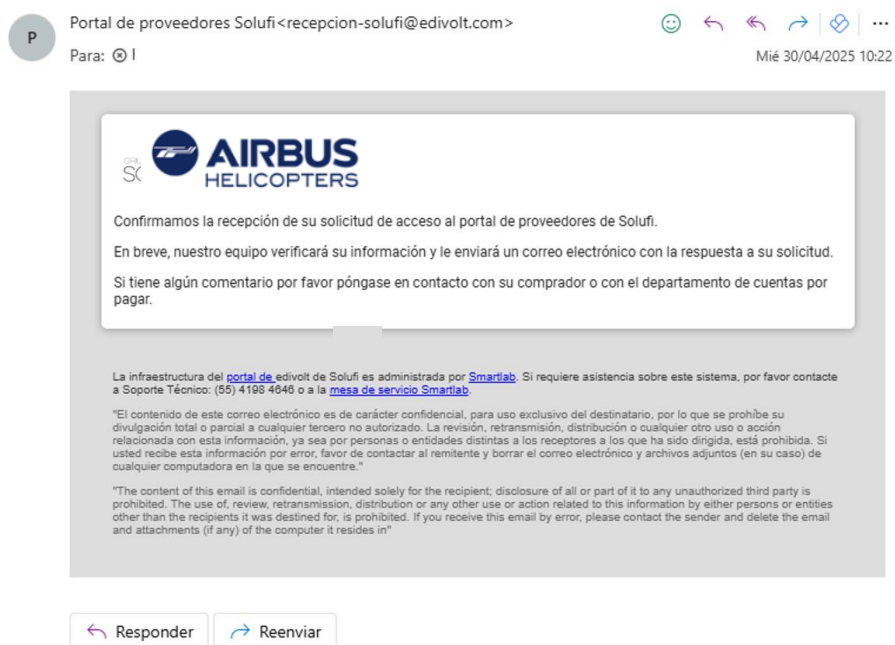 P
Portal de proveedores Solufi<recepcion-solufi@edivolt.com>
Para: I
Mié 30/04/2025 10:22
AIRBUS
HELICOPTERS
Confirmamos la recepción de su solicitud de acceso al portal de proveedores de Solufi.
En breve, nuestro equipo verificará su información y le enviará un correo electrónico con la respuesta a su solicitud.
Si tiene algún comentario por favor póngase en contacto con su comprador o con el departamento de cuentas por
pagar.
La infraestructura del portal de edivolt de Solufi es administrada por Smartlab. Si requiere asistencia sobre este sistema, por favor contacte
a Soporte Técnico: (55) 4198 4646 o a la mesa de servicio Smartlab.
"El contenido de este correo electrónico es de carácter confidencial, para uso exclusivo del destinatario, por lo que se prohíbe su
divulgación total o parcial a cualquier tercero no autorizado. La revisión, retransmisión, distribución o cualquier otro uso o acción
relacionada con esta información, ya sea por personas o entidades distintas a los receptores a los que ha sido dirigida, está prohibida. Si
usted recibe esta información por error, favor de contactar al remitente y borrar el correo electrónico y archivos adjuntos (en su caso) de
cualquier computadora en la que se encuentre."
"The content of this email is confidential, intended solely for the recipient; disclosure of all or part of it to any unauthorized third party is
prohibited. The use of, review, retransmission, distribution or any other use or action related to this information by either persons or entities
other than the recipients it was destined for, is prohibited. If you receive this email by error, please contact the sender and delete the email
and attachments (if any) of the computer it resides in"
Responder
Reenviar